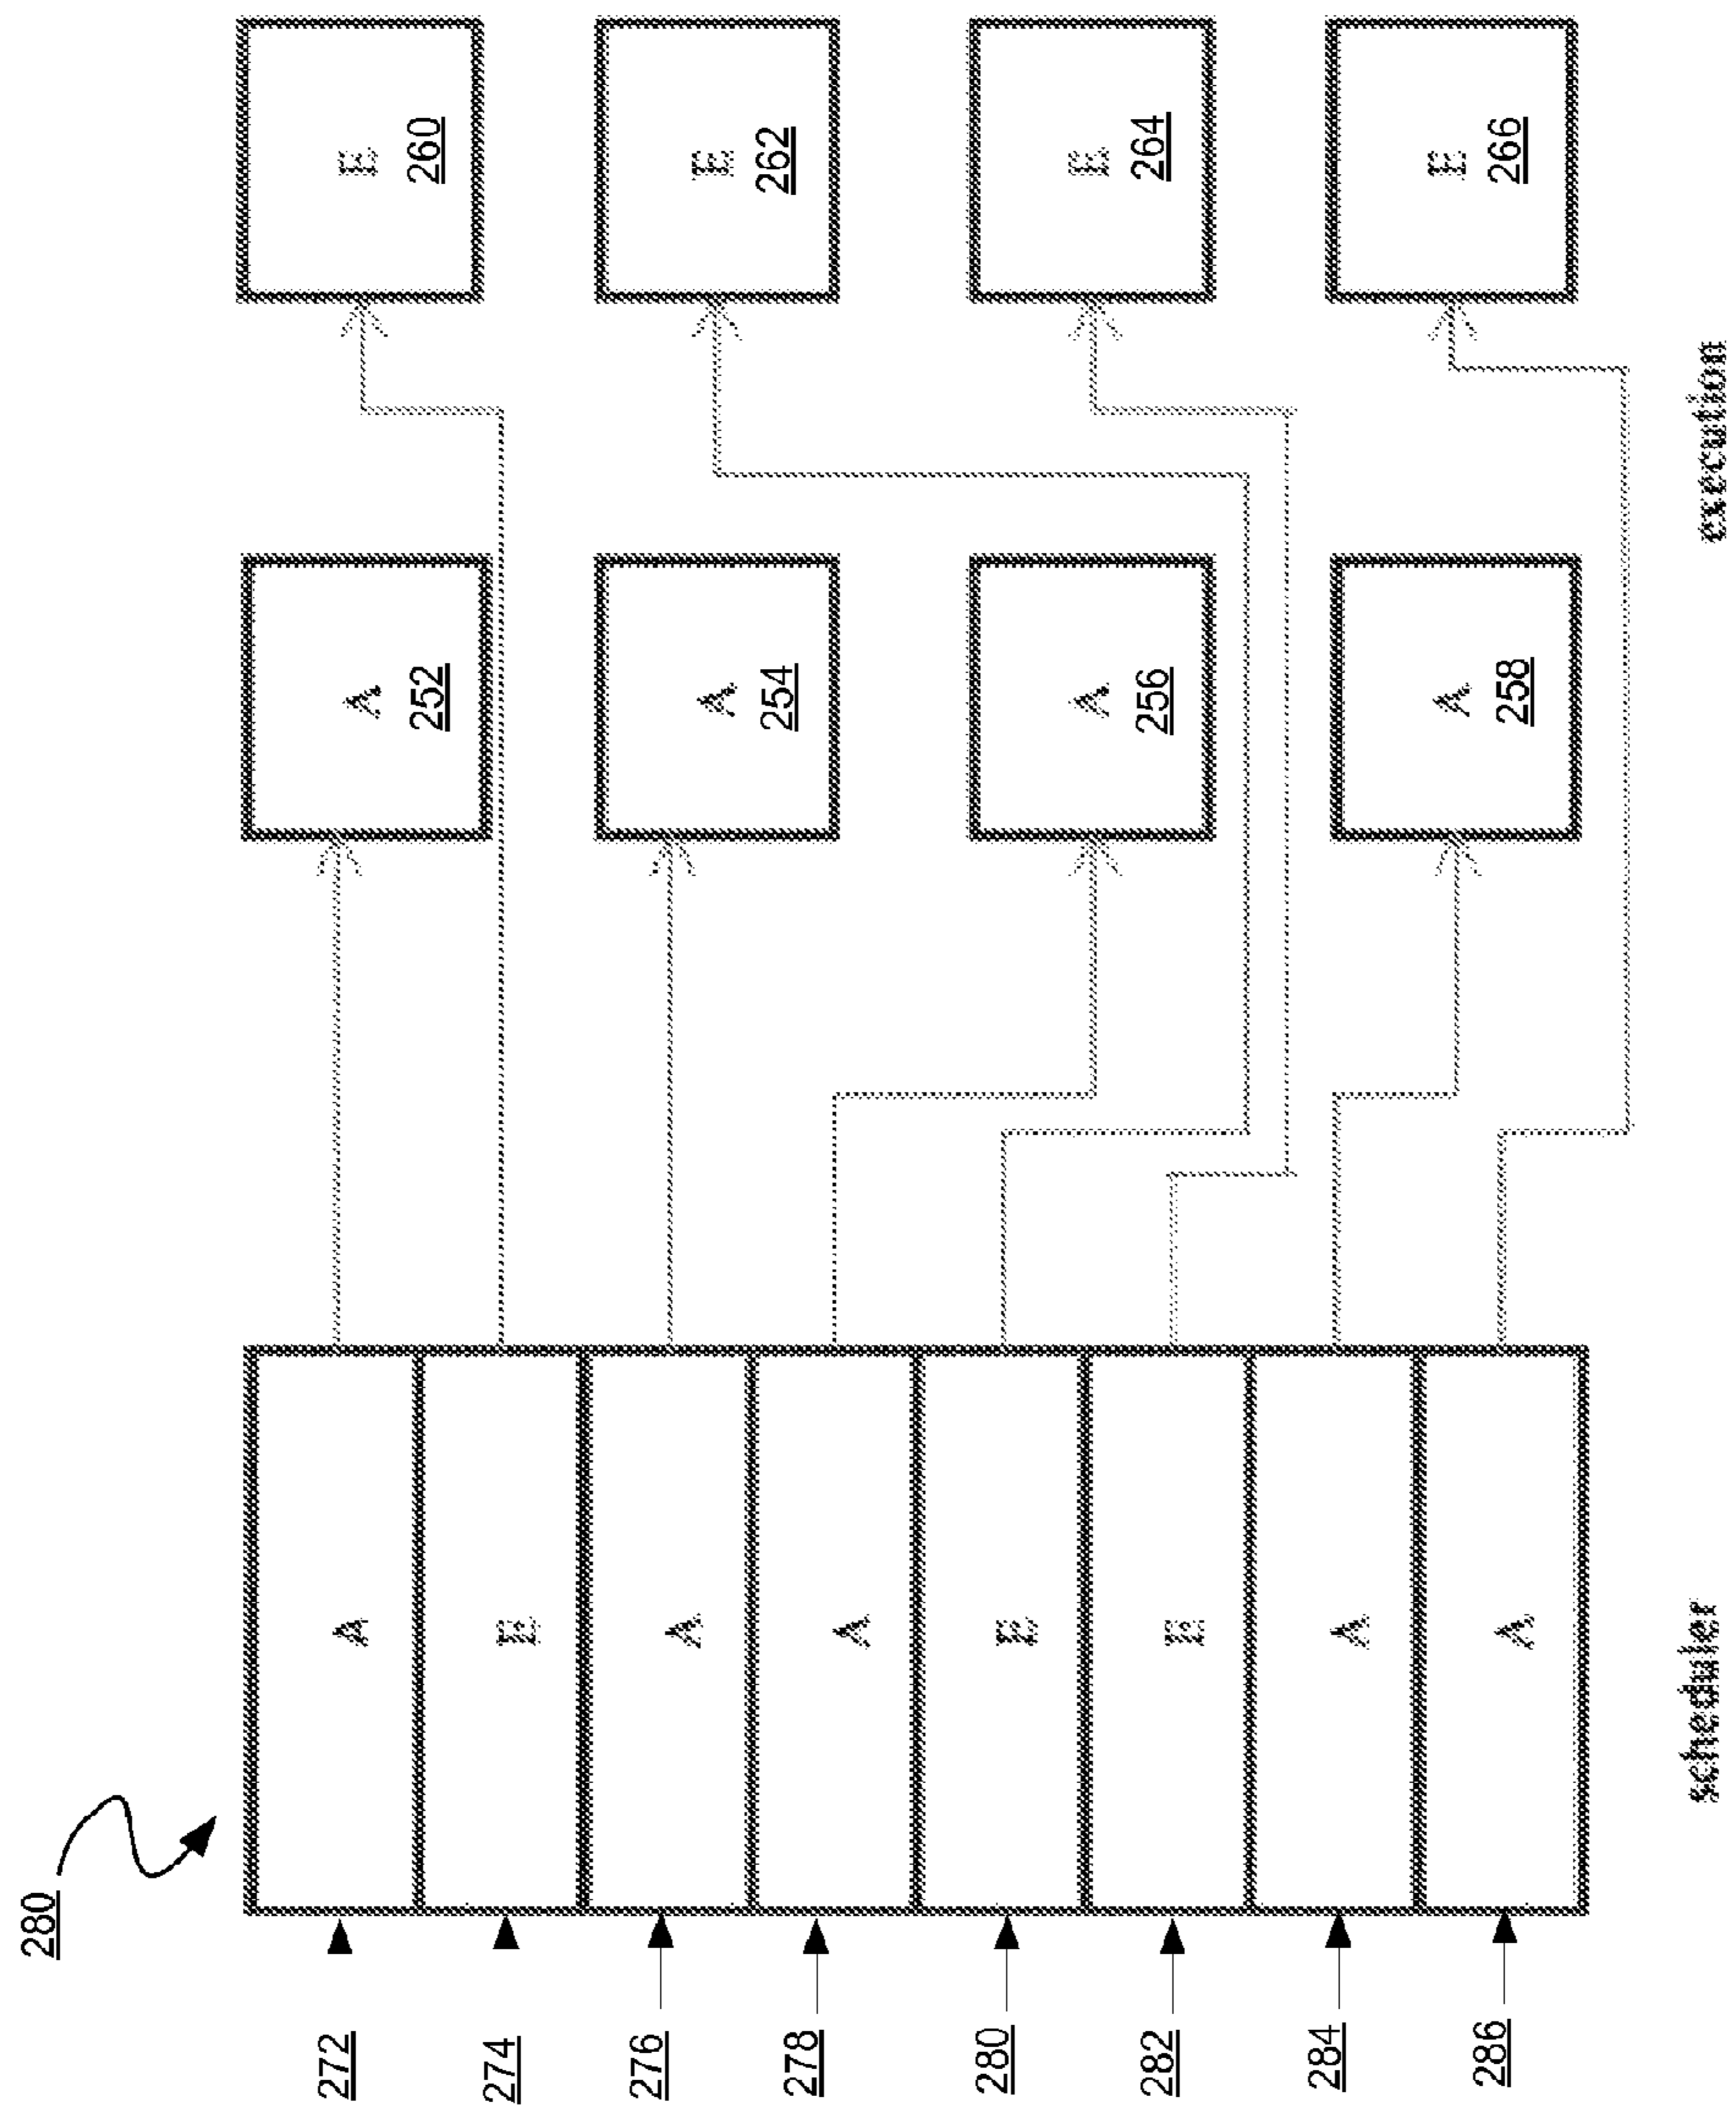 280
272 A A E
252 260
274 E
276 A A E
254 262
278 A
280 E
A E
256 264
282 E
284 A
A E
258 266
286 A
scheduler execution